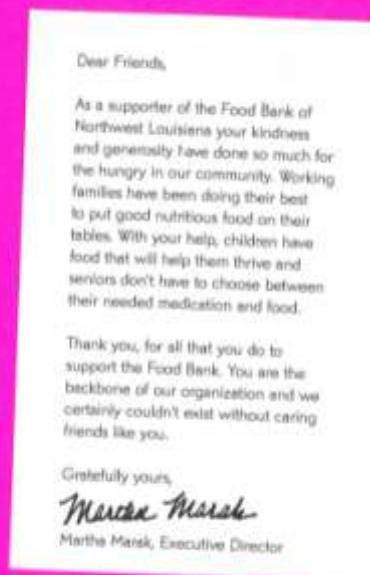 Dear Friends,
As a supporter of the Food Bank of
Northwest Louisiana your kindness
and generosity have done so much for
the hungry in our community. Working
families have been doing their best
to put good nutritious food on their
tables. With your help, children have
food that will help them thrive and
seniors don't have to choose between
their needed medication and food.
Thank you, for all that you do to
support the Food Bank. You are the
backbone of our organization and we
certainly couldn't exist without caring
friends like you.
Gratefully yours,
Martha Marak
Martha Marak, Executive Director